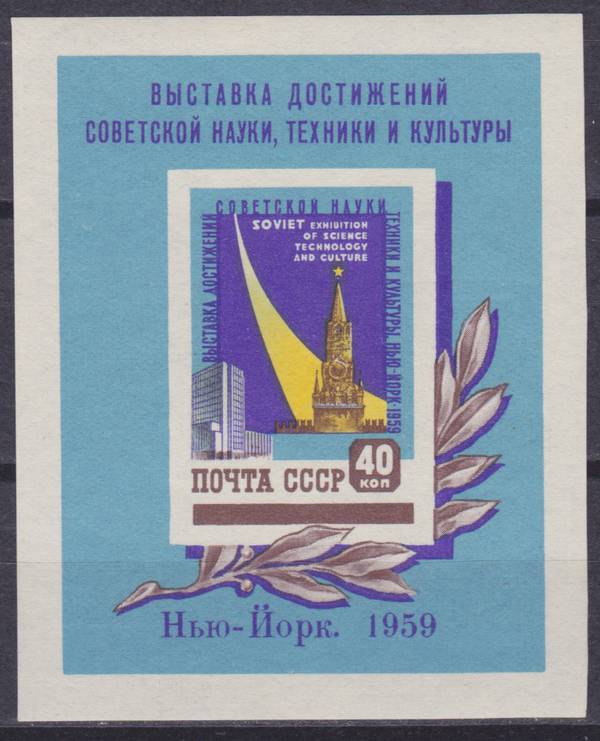 ВЫСТАВКА ДОСТИЖЕНИЙ
СОВЕТСКОЙ НАУКИ, ТЕХНИКИ И КУЛЬТУРЫ
ВЫСТАВКА ДОСТИЖЕНИЙ
СОВЕТСКОЙ НАУКИ
ТЕХНИКИ И КУЛЬТУРЫ, НЬЮ-ЙОРК·1959
SOVIET EXHIBITION
OF SCIENCE
TECHNOLOGY
AND CULTURE
ПОЧТА СССР
40
КОП
Нью-Йорк. 1959